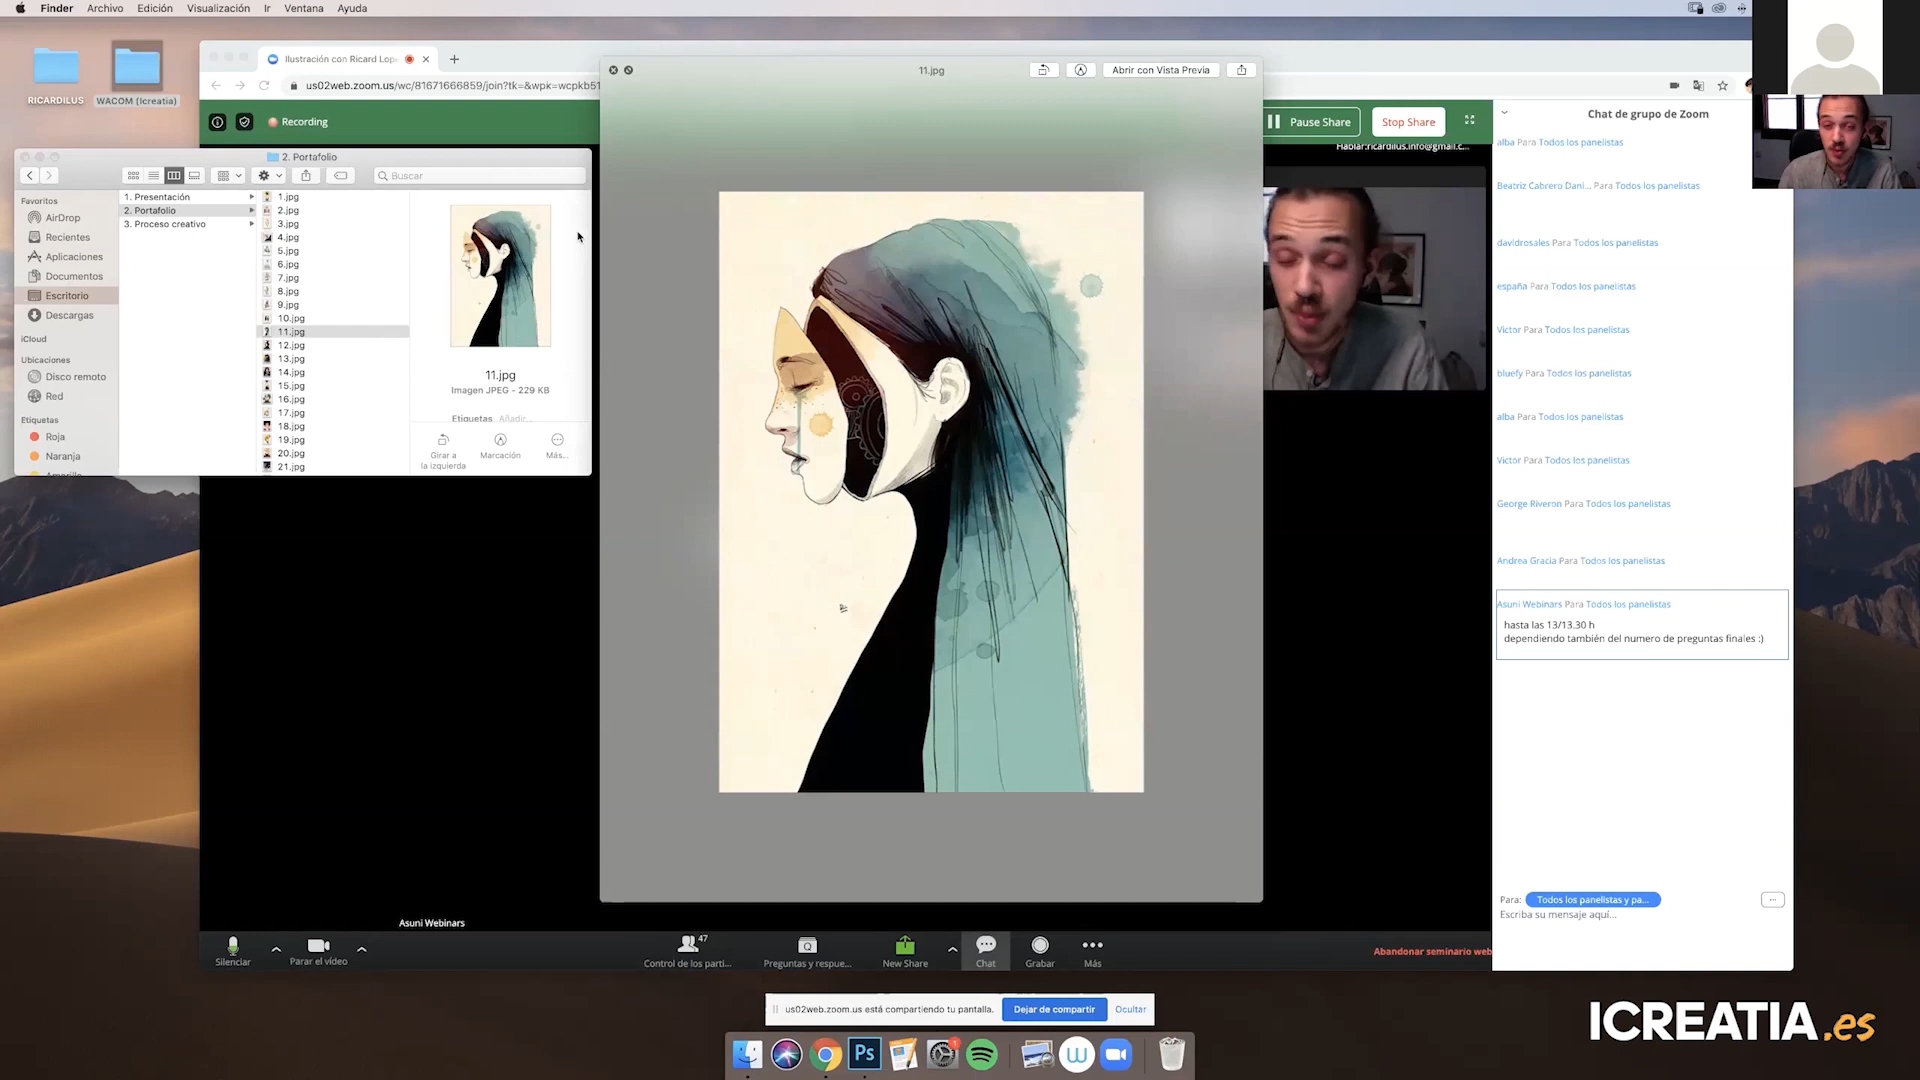 Finder Archivo Edición Visualización Ir Ventana Ayuda
RICARDILUS
WACOM (Icreatia)
Ilustración con Ricard Lop
us02web.zoom.us/wc/81671666859/join?tk=&wpk=wcpkb51
Recording
11.jpg
Abrir con Vista Previa
Pause Share
Stop Share
Hablar:ricardilus.info@gmail.c...
2. Portafolio
Buscar
Favoritos
AirDrop
Recientes
Aplicaciones
Documentos
Escritorio
Descargas
iCloud
Ubicaciones
Disco remoto
Red
Etiquetas
Roja
Naranja
Amarillo
1. Presentación
2. Portafolio
3. Proceso creativo
1.jpg
2.jpg
3.jpg
4.jpg
5.jpg
6.jpg
7.jpg
8.jpg
9.jpg
10.jpg
11.jpg
12.jpg
13.jpg
14.jpg
15.jpg
16.jpg
17.jpg
18.jpg
19.jpg
20.jpg
21.jpg
11.jpg
Imagen JPEG - 229 KB
Etiquetas Añadir...
Girar a
la izquierda
Marcación
Más...
Chat de grupo de Zoom
alba Para Todos los panelistas
Beatriz Cabrero Dani... Para Todos los panelistas
davidrosales Para Todos los panelistas
españa Para Todos los panelistas
Victor Para Todos los panelistas
bluefy Para Todos los panelistas
alba Para Todos los panelistas
Victor Para Todos los panelistas
George Riveron Para Todos los panelistas
Andrea Gracia Para Todos los panelistas
Asuni Webinars Para Todos los panelistas
hasta las 13/13.30 h
dependiendo también del numero de preguntas finales :)
Para: Todos los panelistas y pa...
...
Escriba su mensaje aquí...
Asuni Webinars
Silenciar
Parar el vídeo
47
Control de los parti...
Q
Preguntas y respue...
New Share
Chat
Grabar
Más
Abandonar seminario web
us02web.zoom.us está compartiendo tu pantalla.
Dejar de compartir
Ocultar
ICREATIA.es
Ps
1
W